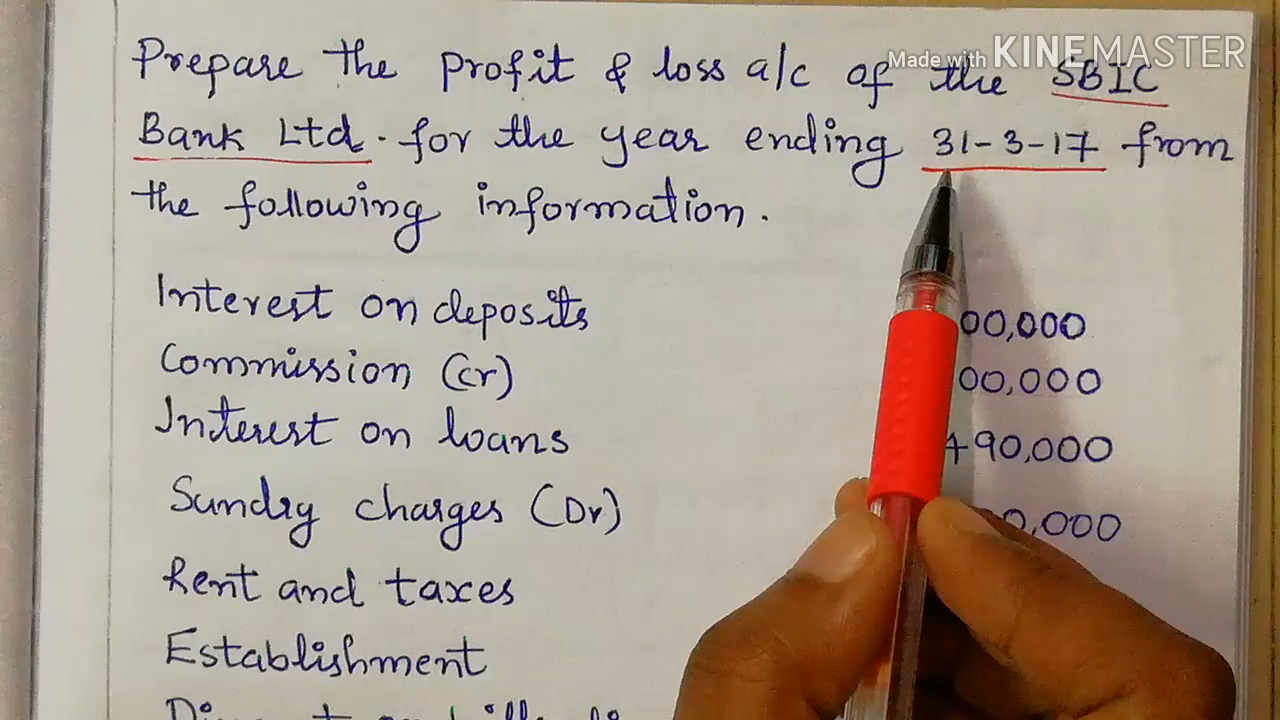 Made with KINEMASTER
Prepare the profit & loss a/c of the SBIC
Bank Ltd. for the year ending 31-3-17 from
the following information.
Interest on deposits 00,000
Commission (Cr) 00,000
Interest on loans 490,000
Sundry charges (Dr) 00,000
Rent and taxes
Establishment